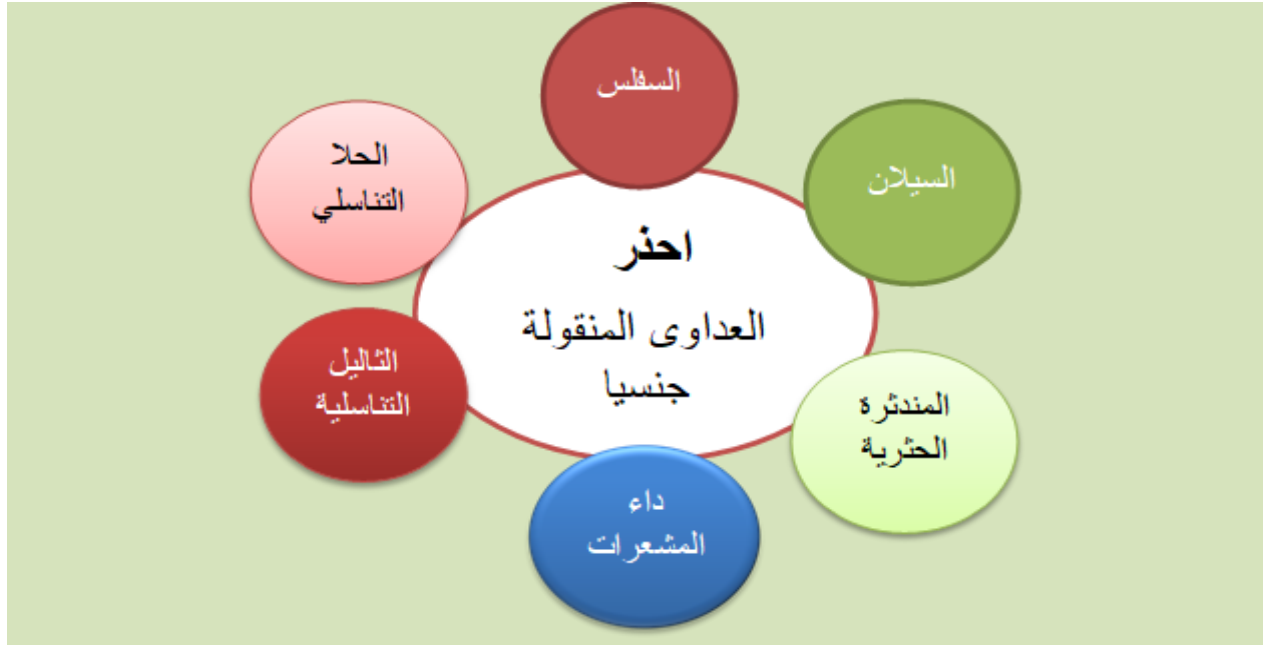 السفلس
السيلان
الحلا
التناسلي
احذر
العداوى المنقولة
جنسيا
الثاليل
التناسلية
المندثرة
الحثرية
داء
المشعرات